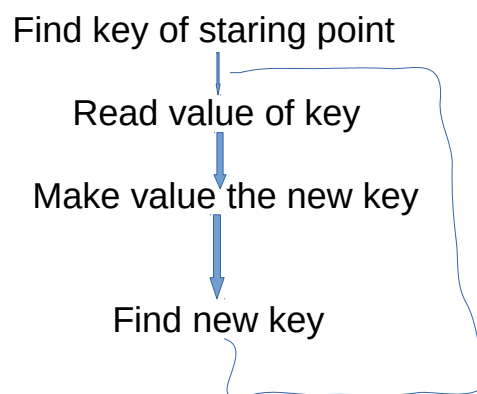 Find key of staring point
Read value of key
Make value the new key
Find new key